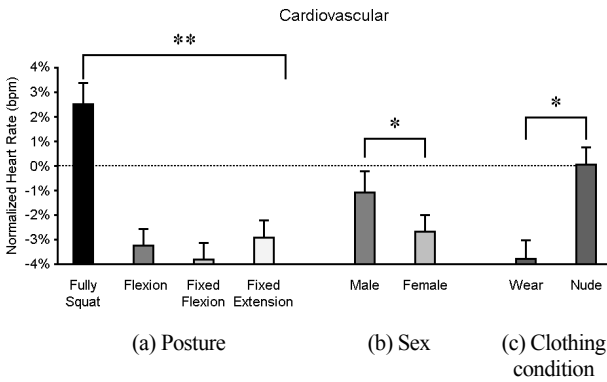 Cardiovascular
**
*
*
Normalized Heart Rate (bpm)
4%
3%
2%
1%
0%
-1%
-2%
-3%
-4%
Fully Squat
Flexion
Fixed Flexion
Fixed Extension
Male
Female
Wear
Nude
(a) Posture
(b) Sex
(c) Clothing condition